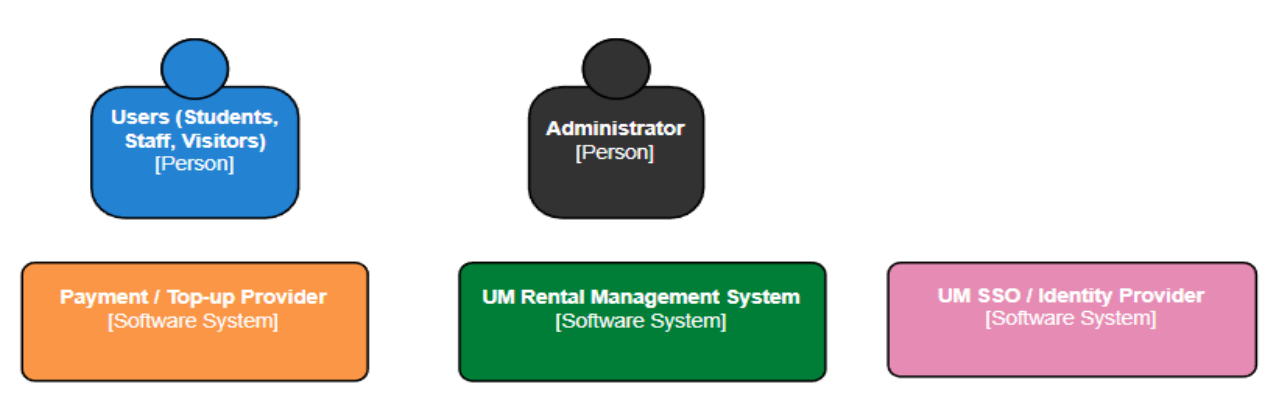 Users (Students,
Staff, Visitors)
[Person]
Administrator
[Person]
Payment / Top-up Provider
[Software System]
UM Rental Management System
[Software System]
UM SSO / Identity Provider
[Software System]